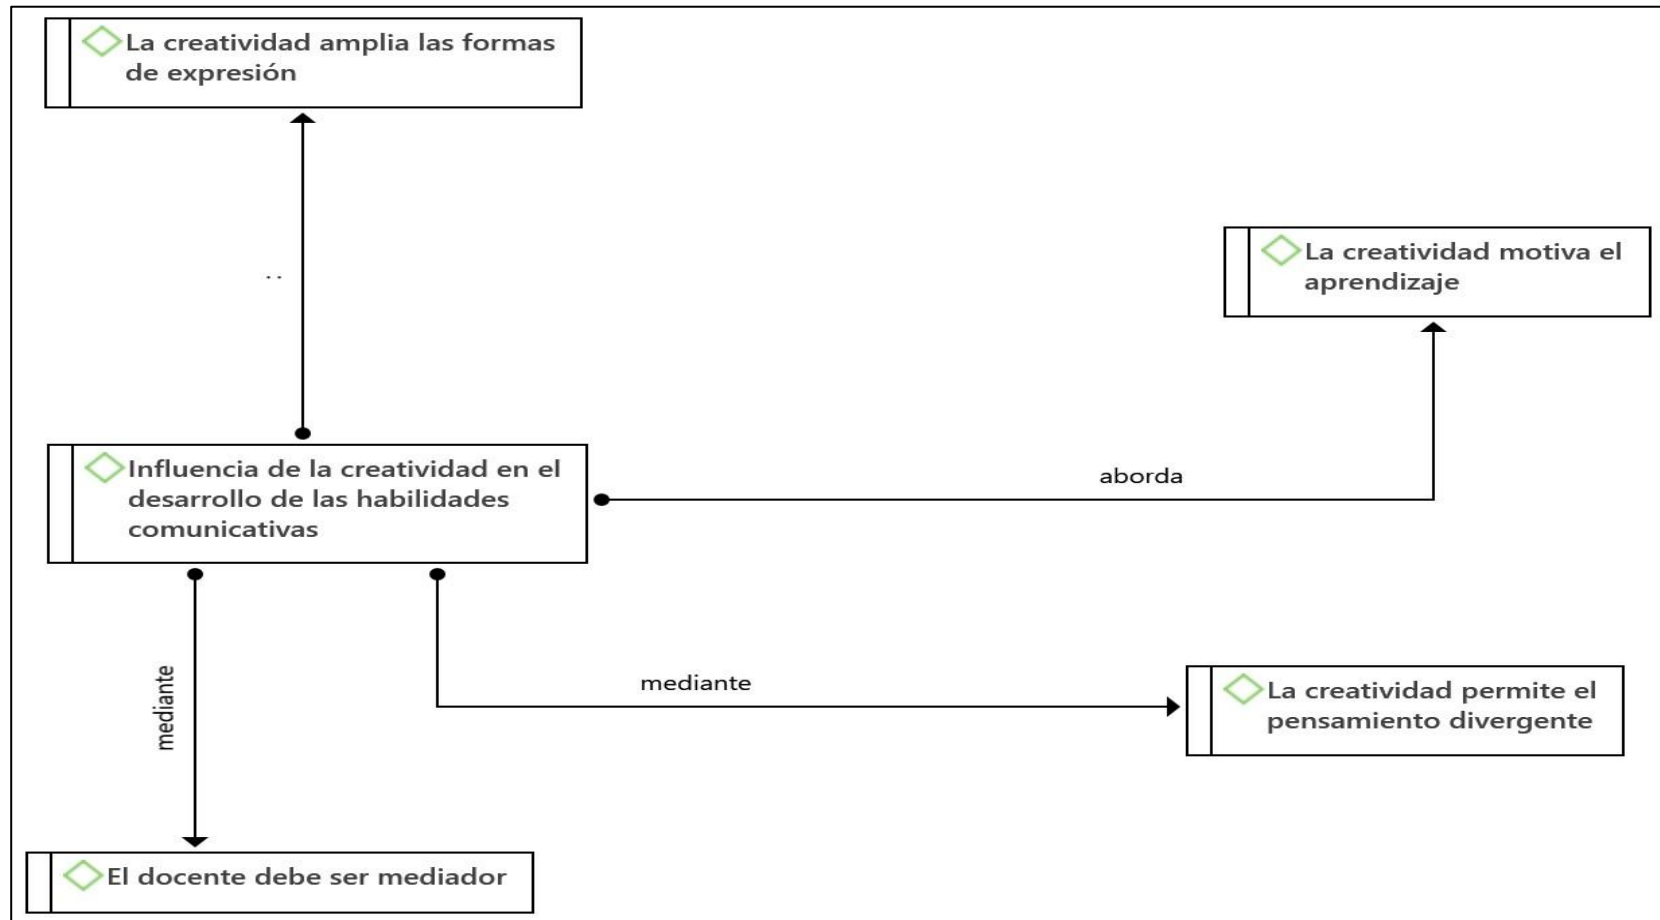 La creatividad amplia las formas
de expresión
La creatividad motiva el
aprendizaje
..
Influencia de la creatividad en el
desarrollo de las habilidades
comunicativas
aborda
mediante
mediante
La creatividad permite el
pensamiento divergente
El docente debe ser mediador